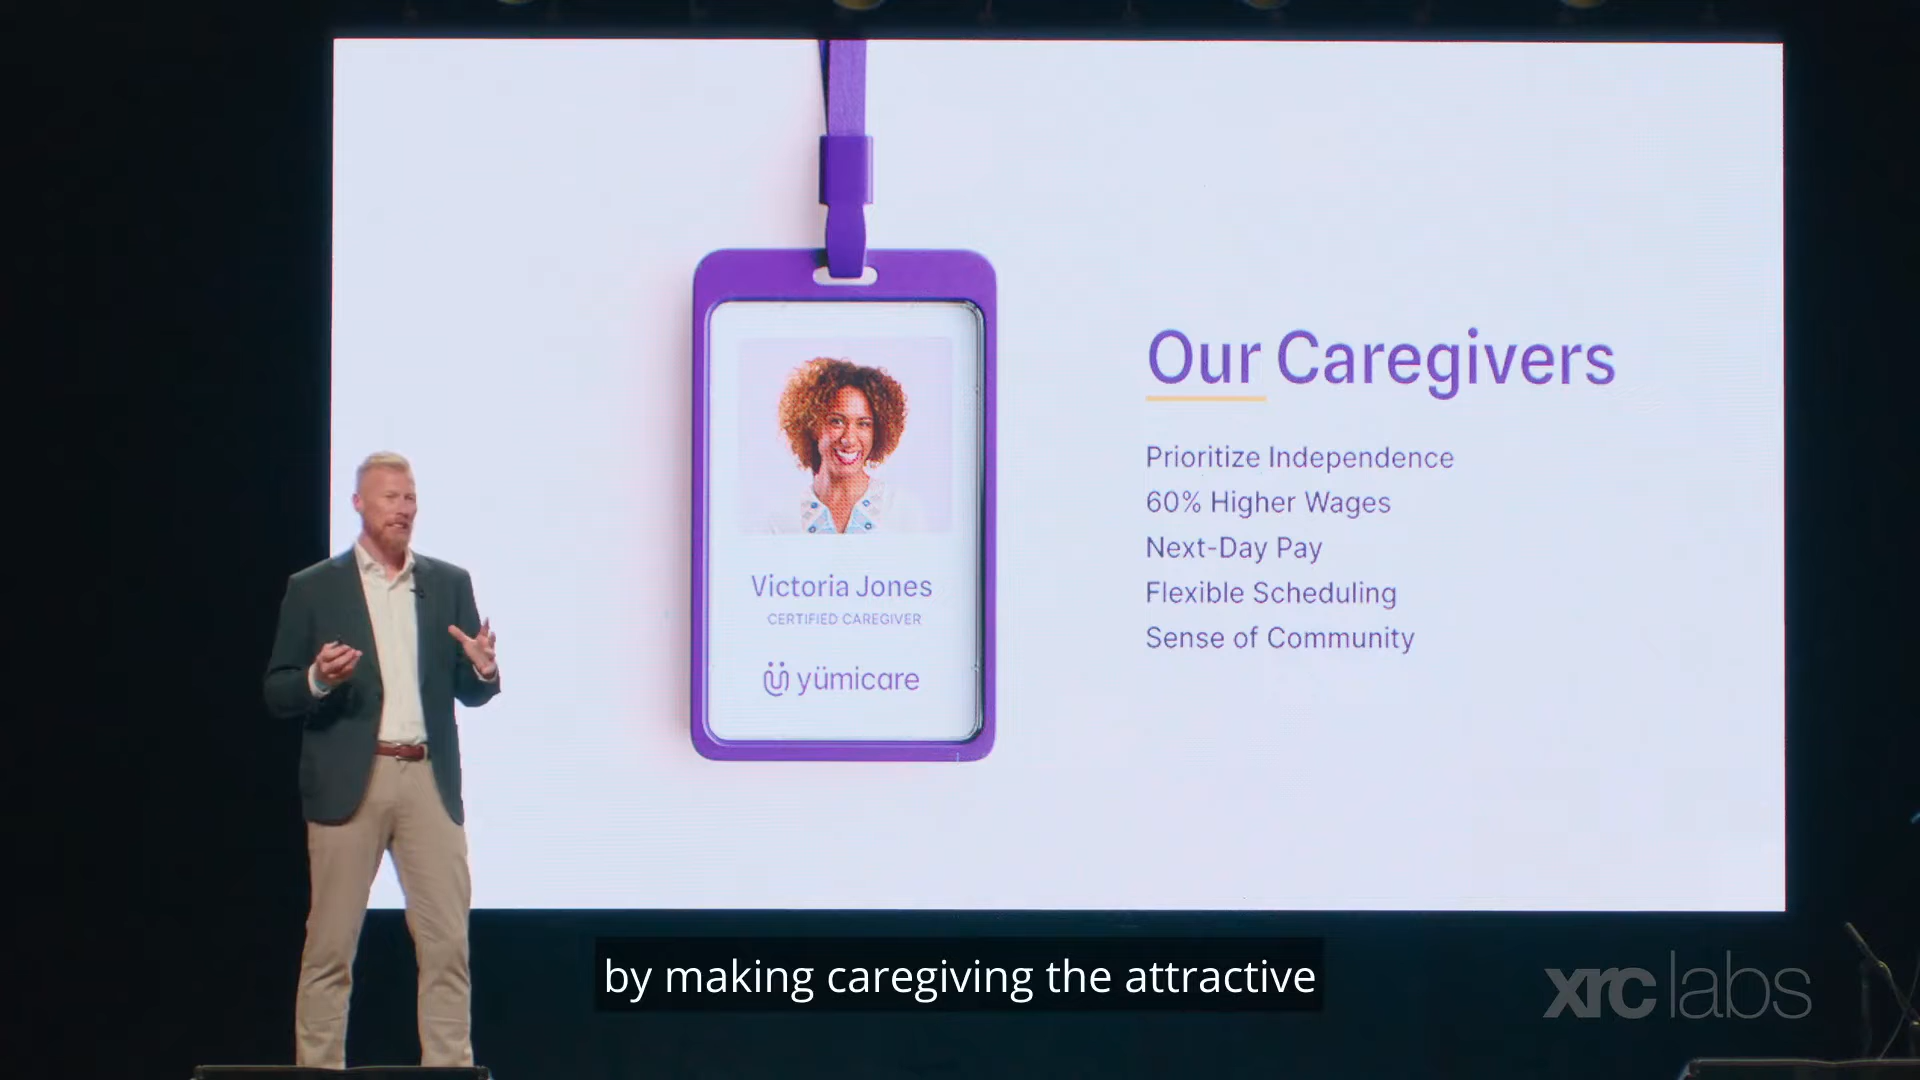 Our Caregivers
Prioritize Independence
60% Higher Wages
Next-Day Pay
Flexible Scheduling
Sense of Community
Victoria Jones
CERTIFIED CAREGIVER
yümicare
by making caregiving the attractive
xrc labs